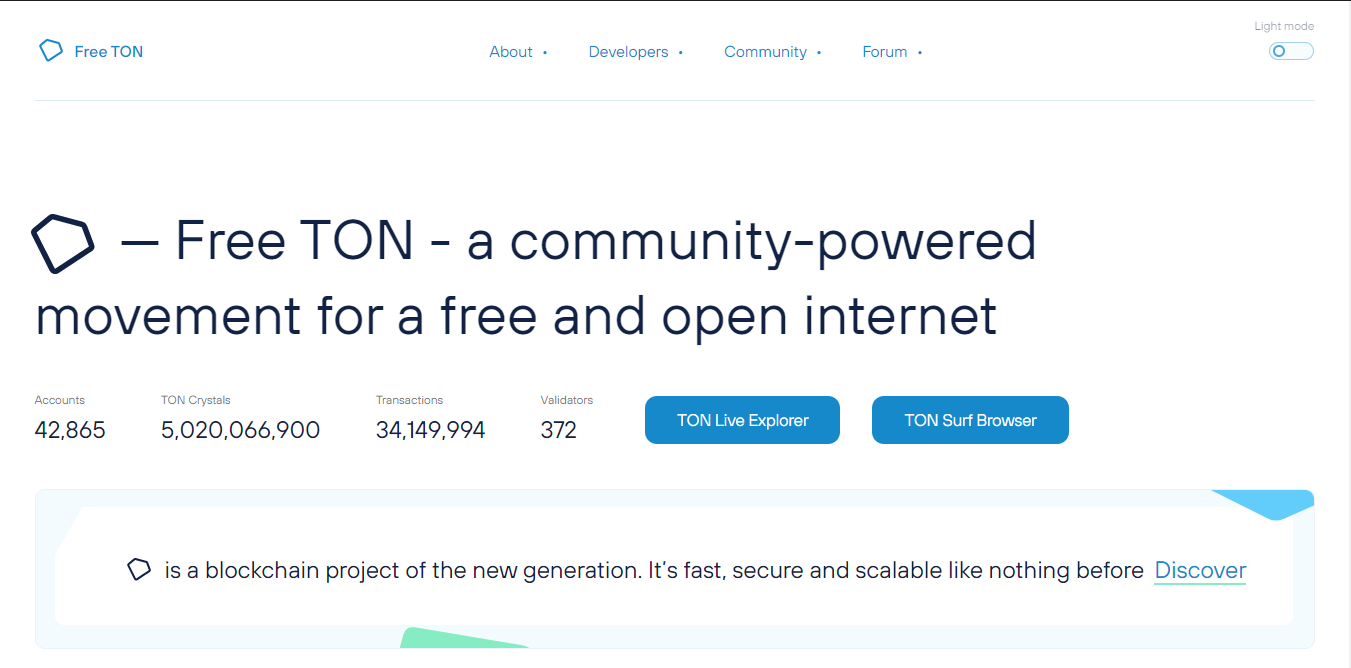 Light mode
Free TON
About •
Developers •
Community •
Forum •
— Free TON - a community-powered
movement for a free and open internet
Accounts
42,865
TON Crystals
5,020,066,900
Transactions
34,149,994
Validators
372
TON Live Explorer
TON Surf Browser
is a blockchain project of the new generation. It's fast, secure and scalable like nothing before Discover